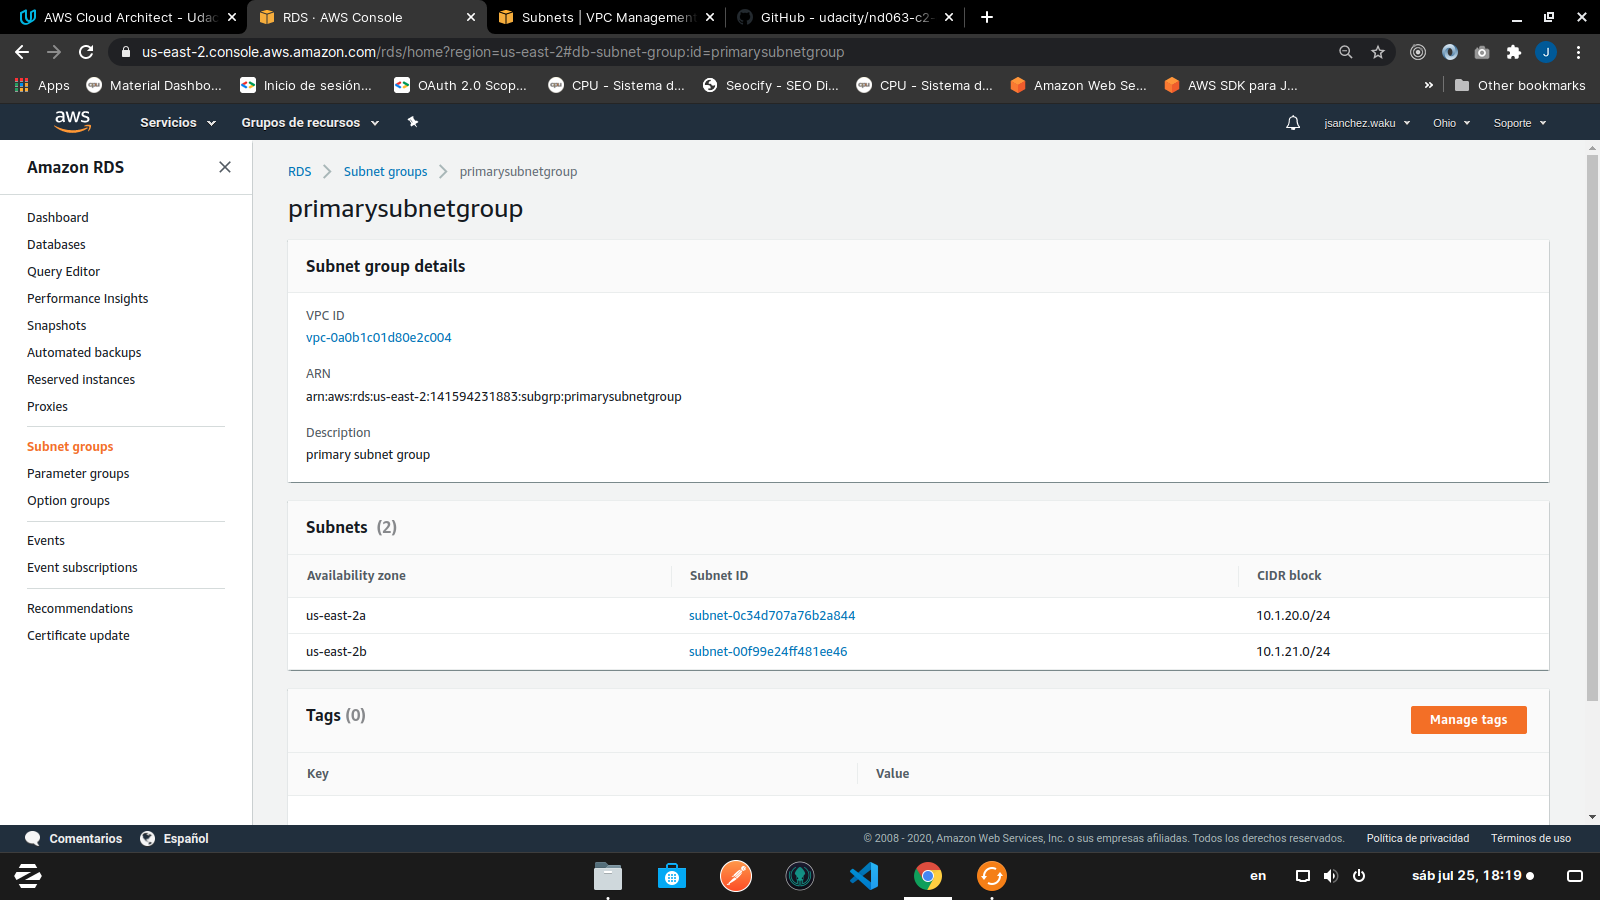 AWS Cloud Architect - Udac
RDS · AWS Console
Subnets | VPC Management
GitHub - udacity/nd063-c2-
us-east-2.console.aws.amazon.com/rds/home?region=us-east-2#db-subnet-group:id=primarysubnetgroup
J
Apps
Material Dashbo...
Inicio de sesión...
OAuth 2.0 Scop...
CPU - Sistema d...
Seocify - SEO Di...
CPU - Sistema d...
Amazon Web Se...
AWS SDK para J...
»
Other bookmarks
aws
Servicios
Grupos de recursos
jsanchez.waku
Ohio
Soporte
Amazon RDS
Dashboard
Databases
Query Editor
Performance Insights
Snapshots
Automated backups
Reserved instances
Proxies
Subnet groups
Parameter groups
Option groups
Events
Event subscriptions
Recommendations
Certificate update
RDS
Subnet groups
primarysubnetgroup
primarysubnetgroup
Subnet group details
VPC ID
vpc-0a0b1c01d80e2c004
ARN
arn:aws:rds:us-east-2:141594231883:subgrp:primarysubnetgroup
Description
primary subnet group
Subnets (2)
Availability zone
Subnet ID
CIDR block
us-east-2a
subnet-0c34d707a76b2a844
10.1.20.0/24
us-east-2b
subnet-00f99e24ff481ee46
10.1.21.0/24
Tags (0)
Manage tags
Key
Value
Comentarios
Español
© 2008 - 2020, Amazon Web Services, Inc. o sus empresas afiliadas. Todos los derechos reservados.
Política de privacidad
Términos de uso
en
sáb jul 25, 18:19